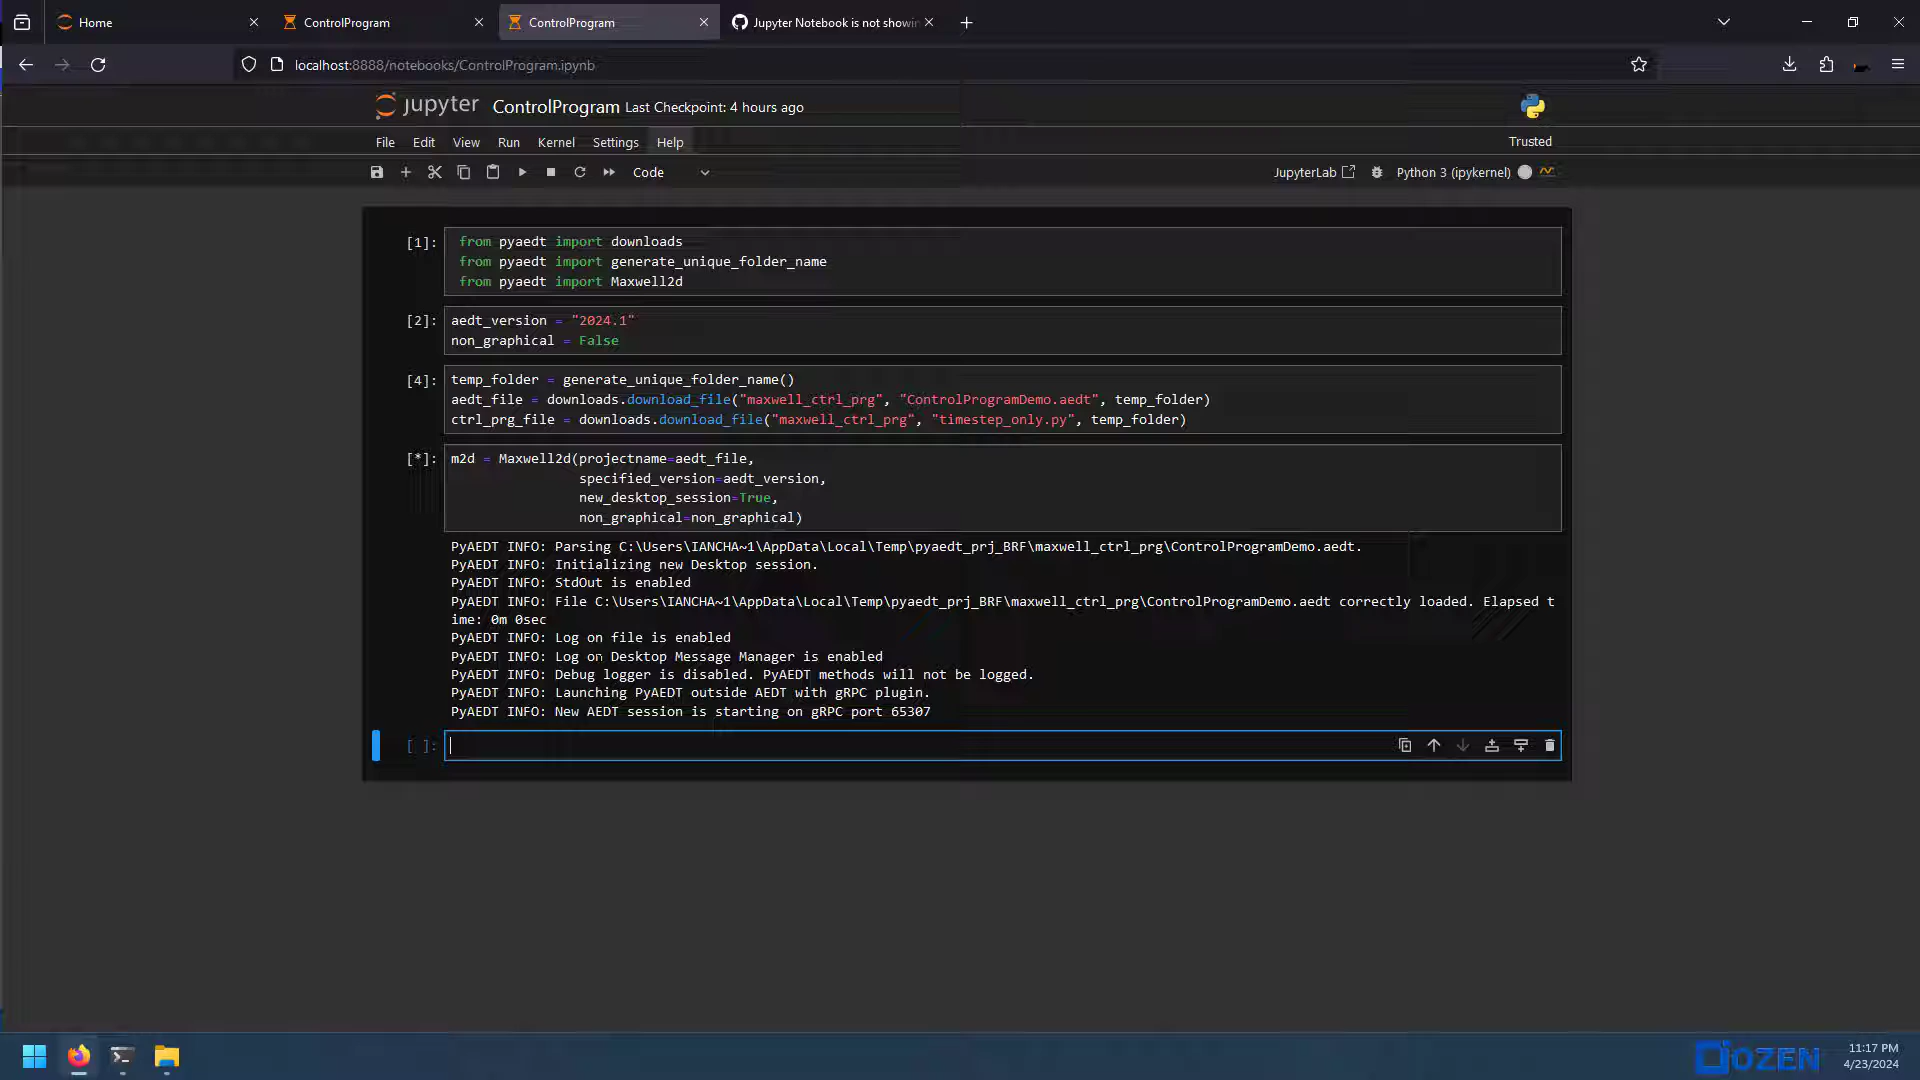 Home
ControlProgram
ControlProgram
Jupyter Notebook is not showin
localhost:8888/notebooks/ControlProgram.ipynb
jupyter ControlProgram Last Checkpoint: 4 hours ago
File Edit View Run Kernel Settings Help
Trusted
Code
JupyterLab
Python 3 (ipykernel)
[1]: from pyaedt import downloads
from pyaedt import generate_unique_folder_name
from pyaedt import Maxwell2d
[2]: aedt_version = "2024.1"
non_graphical = False
[4]: temp_folder = generate_unique_folder_name()
aedt_file = downloads.download_file("maxwell_ctrl_prg", "ControlProgramDemo.aedt", temp_folder)
ctrl_prg_file = downloads.download_file("maxwell_ctrl_prg", "timestep_only.py", temp_folder)
[*]: m2d = Maxwell2d(projectname=aedt_file,
specified_version=aedt_version,
new_desktop_session=True,
non_graphical=non_graphical)
PyAEDT INFO: Parsing C:\Users\IANCHA~1\AppData\Local\Temp\pyaedt_prj_BRF\maxwell_ctrl_prg\ControlProgramDemo.aedt.
PyAEDT INFO: Initializing new Desktop session.
PyAEDT INFO: StdOut is enabled
PyAEDT INFO: File C:\Users\IANCHA~1\AppData\Local\Temp\pyaedt_prj_BRF\maxwell_ctrl_prg\ControlProgramDemo.aedt correctly loaded. Elapsed t
ime: 0m 0sec
PyAEDT INFO: Log on file is enabled
PyAEDT INFO: Log on Desktop Message Manager is enabled
PyAEDT INFO: Debug logger is disabled. PyAEDT methods will not be logged.
PyAEDT INFO: Launching PyAEDT outside AEDT with gRPC plugin.
PyAEDT INFO: New AEDT session is starting on gRPC port 65307
[ ]:
OZEN
11:17 PM
4/23/2024